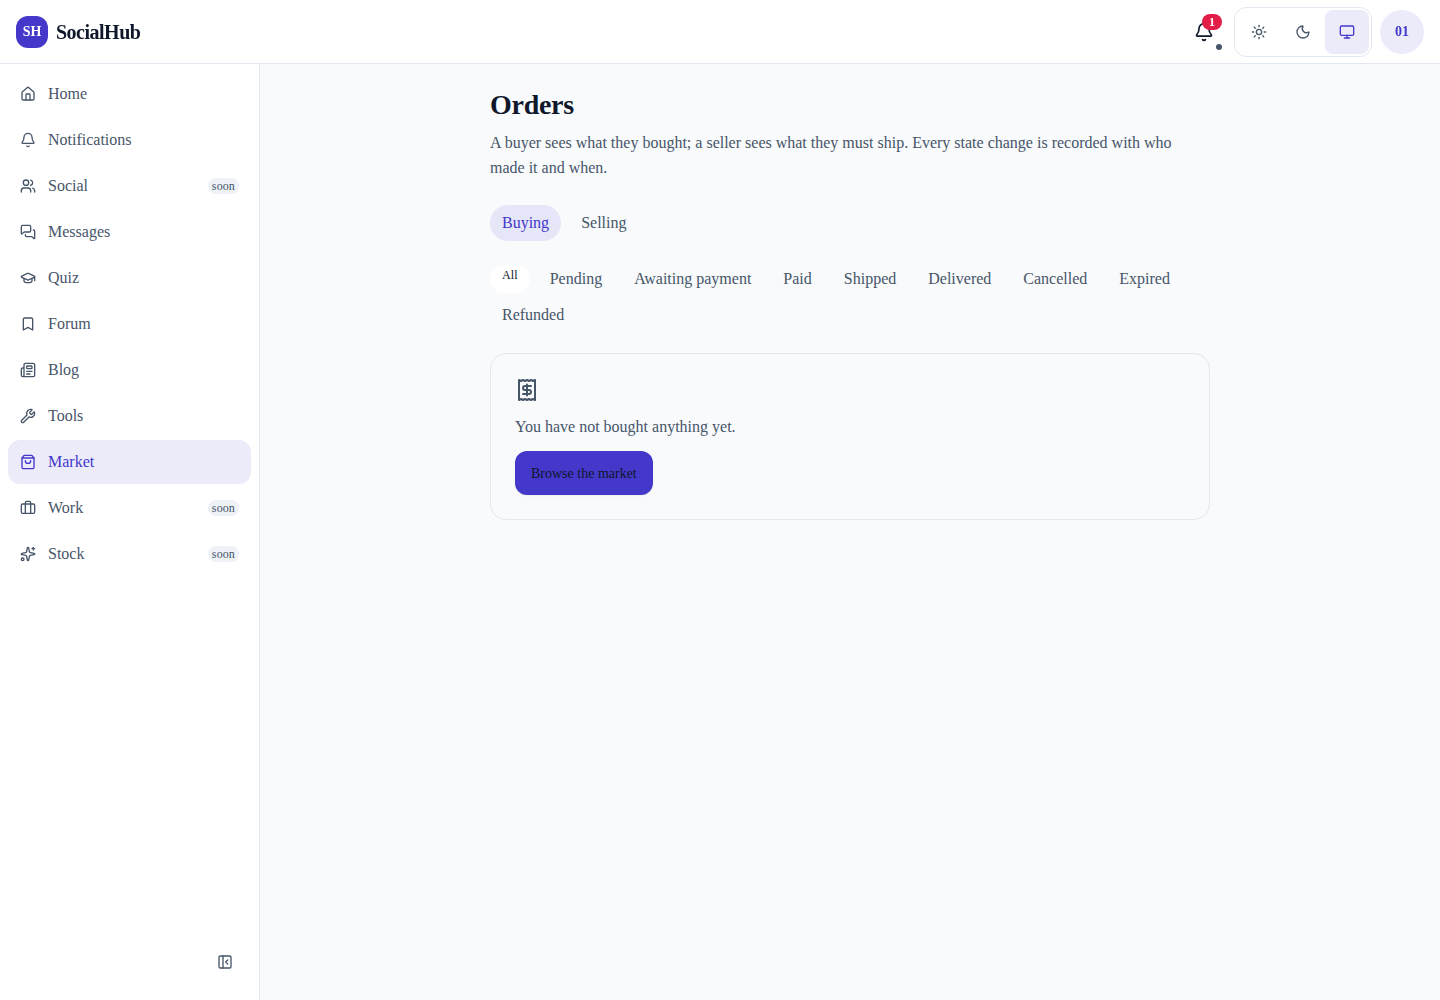 SH SocialHub
1
01
Home
Notifications
Social soon
Messages
Quiz
Forum
Blog
Tools
Market
Work soon
Stock soon
Orders
A buyer sees what they bought; a seller sees what they must ship. Every state change is recorded with who
made it and when.
Buying Selling
All Pending Awaiting payment Paid Shipped Delivered Cancelled Expired
Refunded
You have not bought anything yet.
Browse the market